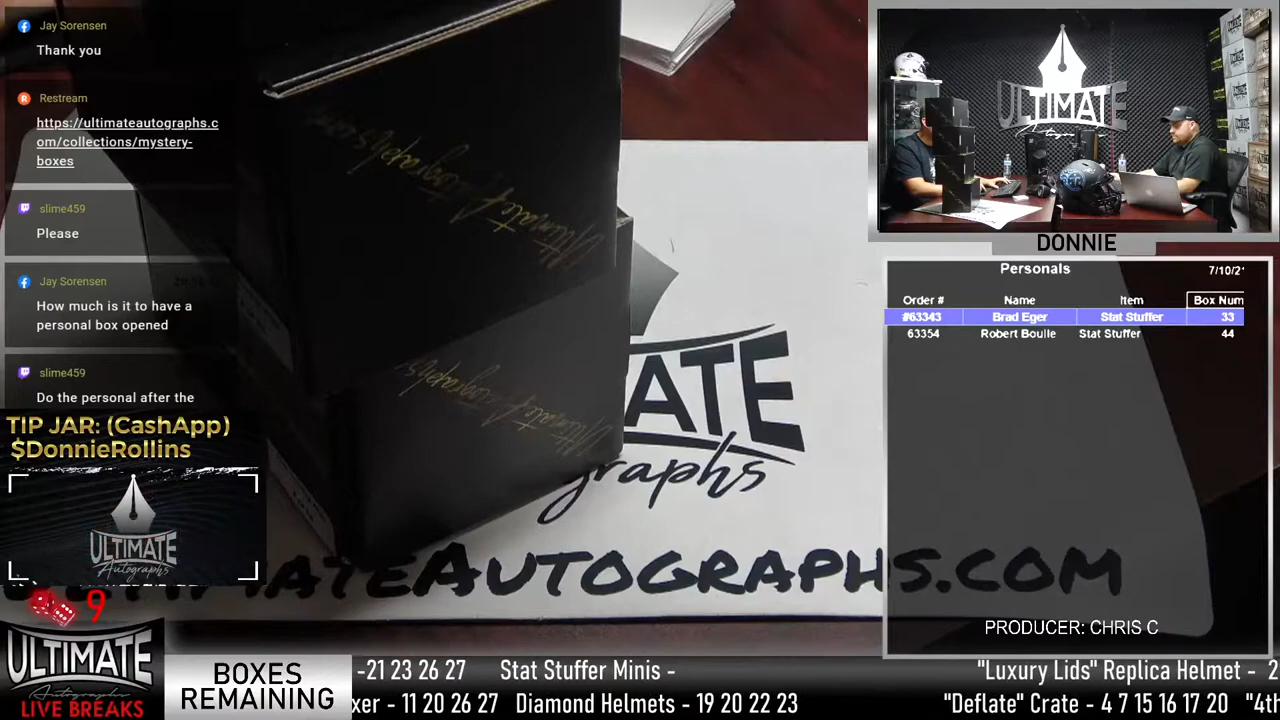 Jay Sorensen
Thank you
Restream
https://ultimateautographs.c
om/collections/mystery-
boxes
slime459
Please
Jay Sorensen
How much is it to have a
personal box opened
slime459
Do the personal after the
TIP JAR: (CashApp)
$DonnieRollins
ULTIMATE
Autographs
9
ULTIMATE
Autographs
LIVE BREAKS
BOXES
REMAINING
-21 23 26 27 Stat Stuffer Minis - "Luxury Lids" Replica Helmet - 2
xer - 11 20 26 27 Diamond Helmets - 19 20 22 23 "Deflate" Crate - 4 7 15 16 17 20 "4th
UltimateAutographs
UltimateAutographs
ATE
graphs
imateAutographs.com
ULTIMATE
DONNIE
Personals 7/10/2
Order # Name Item Box Num
#63343 Brad Eger Stat Stuffer 33
63354 Robert Boulle Stat Stuffer 44
PRODUCER: CHRIS C